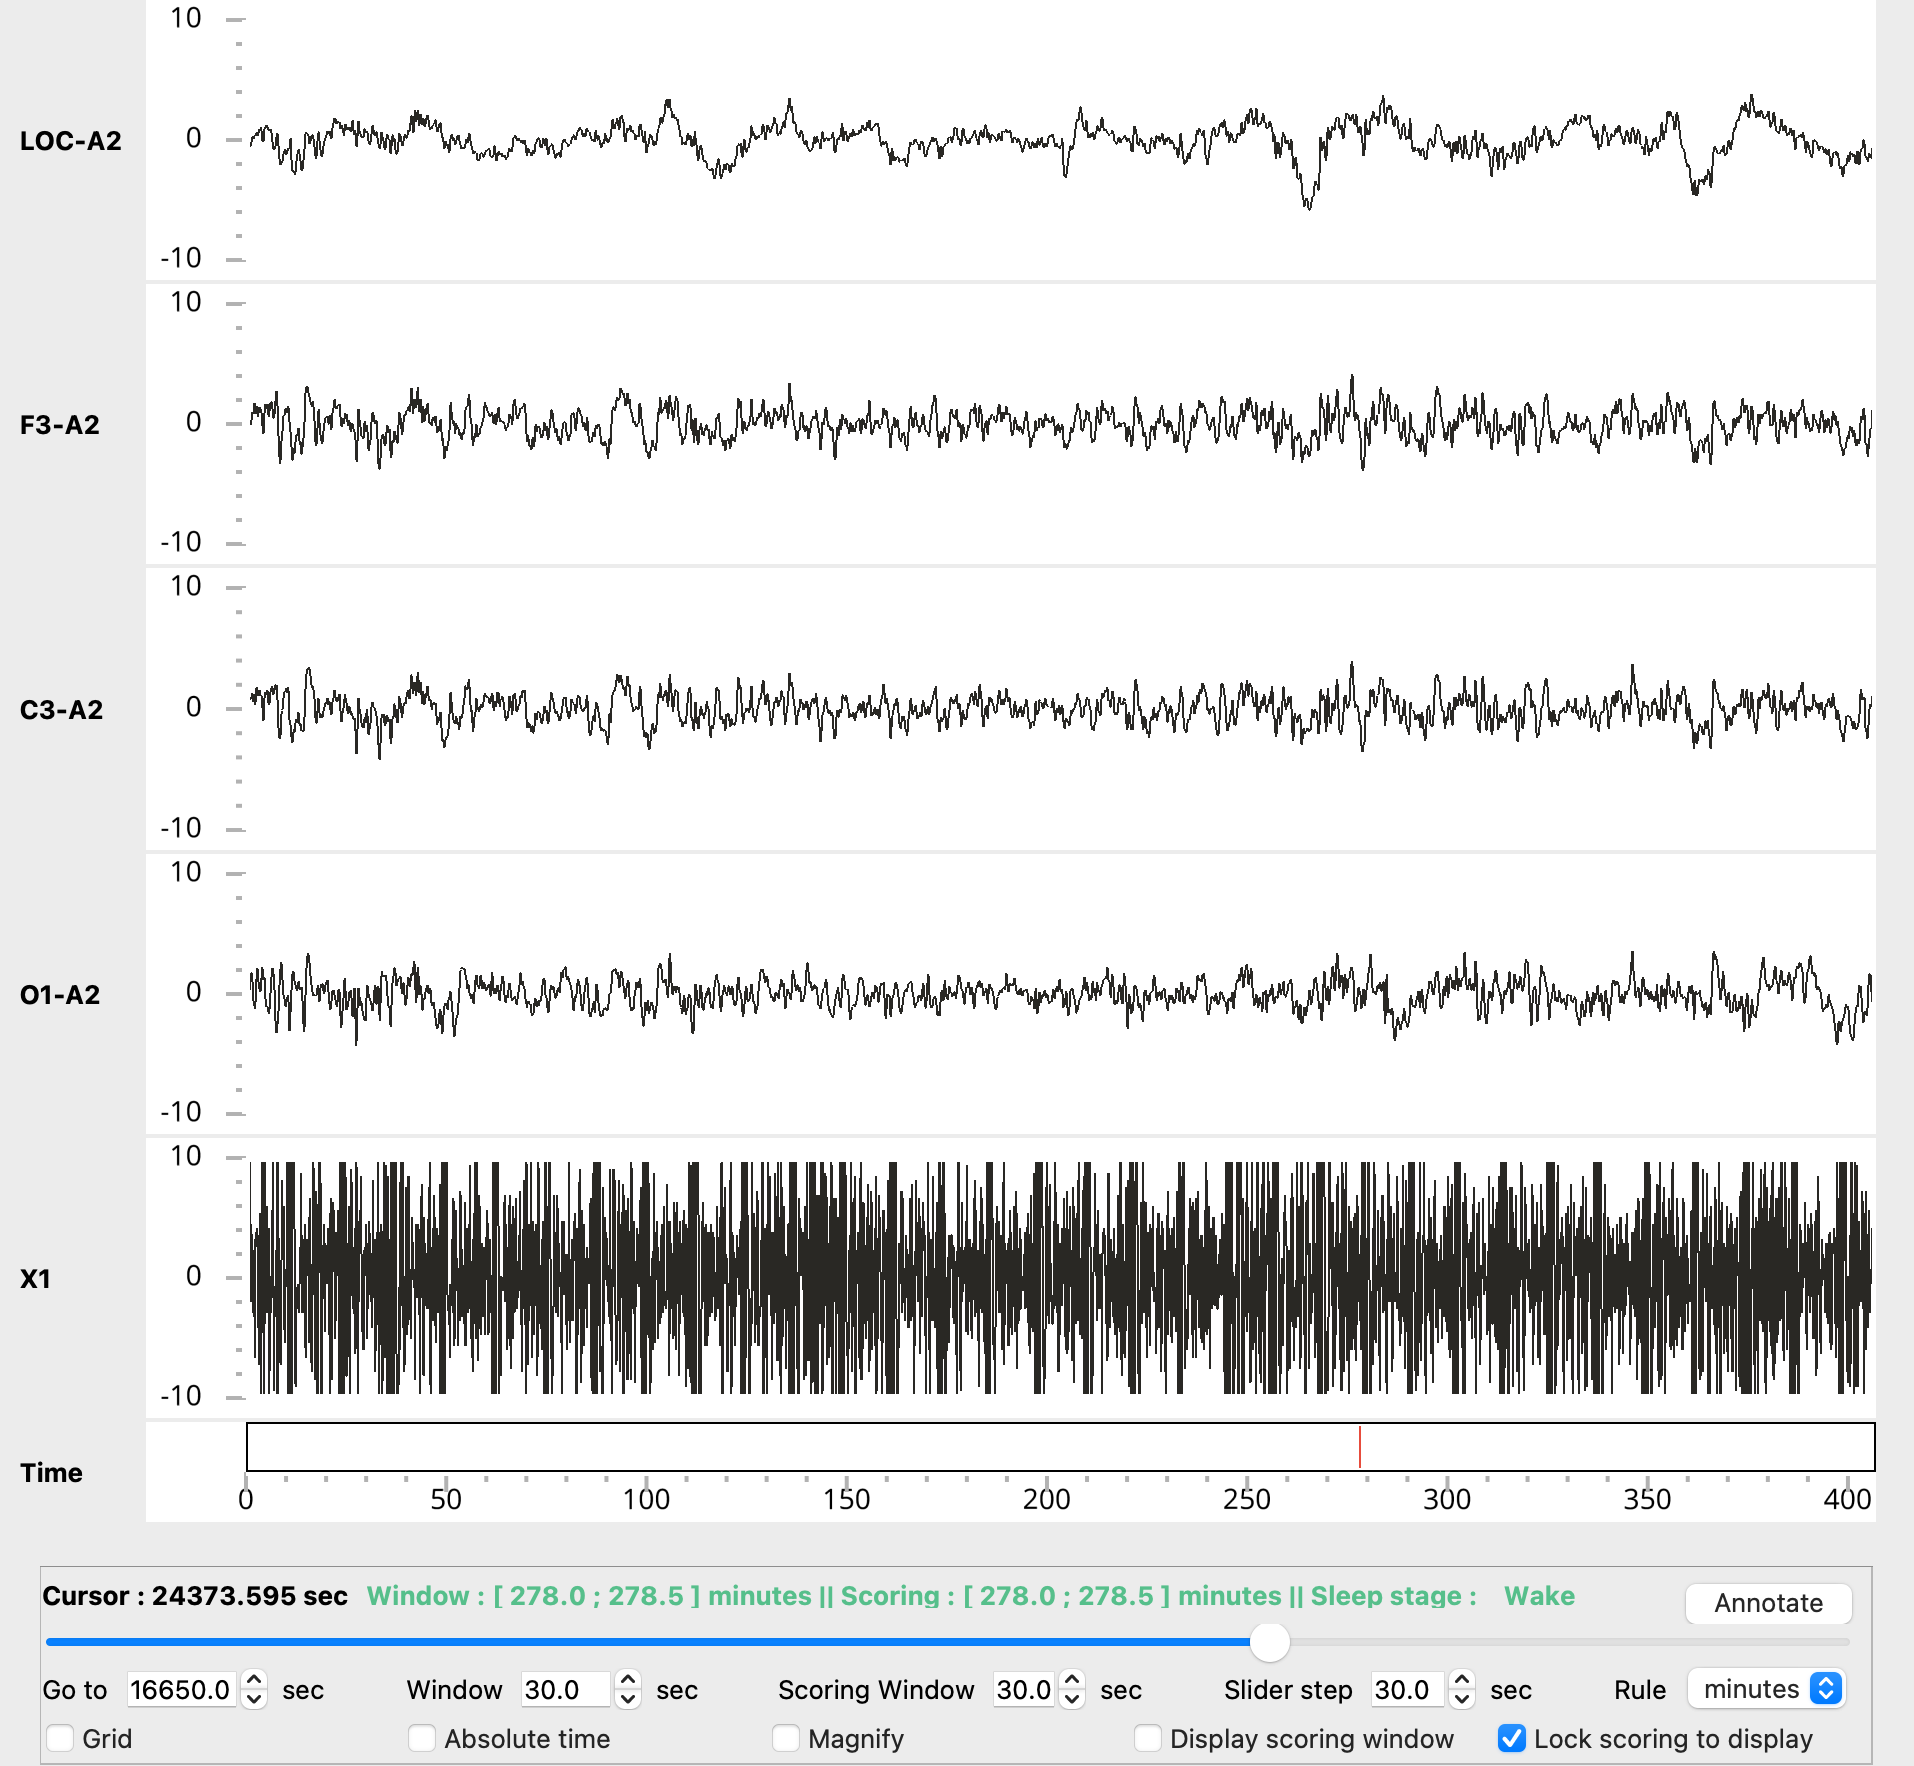 10
LOC-A2
0
-10
10
F3-A2
0
-10
10
C3-A2
0
-10
10
O1-A2
0
-10
10
X1
0
-10
Time
0 50 100 150 200 250 300 350 400
Cursor : 24373.595 sec Window : [ 278.0 ; 278.5 ] minutes || Scoring : [ 278.0 ; 278.5 ] minutes || Sleep stage : Wake Annotate
Go to 16650.0 sec Window 30.0 sec Scoring Window 30.0 sec Slider step 30.0 sec Rule minutes
Grid Absolute time Magnify Display scoring window Lock scoring to display